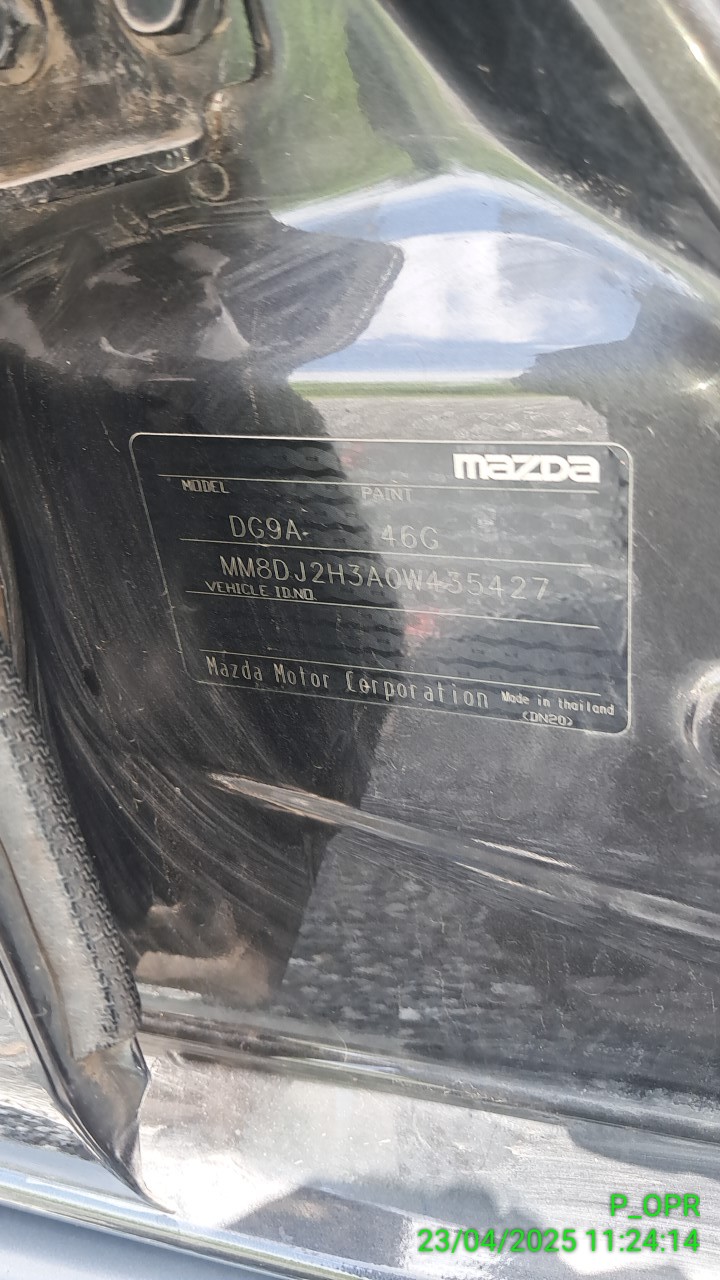 mazda
MODEL PAINT
DG9A- 46G
MM8DJ2H3A0W435427
VEHICLE ID.NO.
Mazda Motor Corporation Made in thailand
(DN20)
P_OPR
23/04/2025 11:24:14